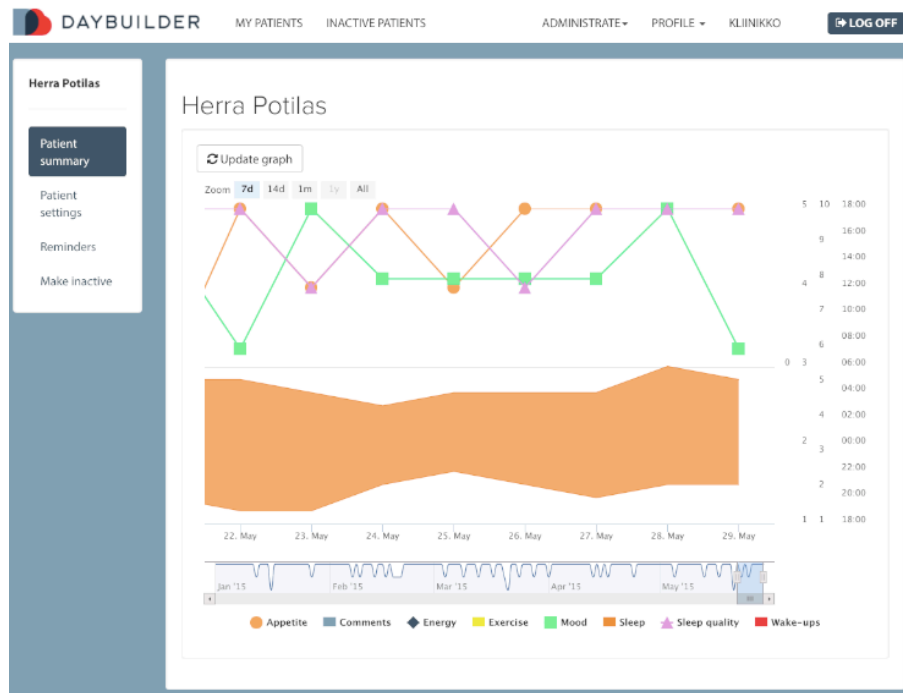 DAYBUILDER MY PATIENTS INACTIVE PATIENTS ADMINISTRATE PROFILE KLIINIKKO LOG OFF
Herra Potilas
Patient
summary
Patient
settings
Reminders
Make inactive
Herra Potilas
Update graph
Zoom 7d 14d 1m 1y All
5 10 18:00
16:00
9
14:00
8
4 12:00
7 10:00
6 08:00
0 3 06:00
5
04:00
4 02:00
2 00:00
3
22:00
2
20:00
1 1 18:00
22. May 23. May 24. May 25. May 26. May 27. May 28. May 29. May
Jan '15 Feb '15 Mar '15 Apr '15 May '15
Appetite Comments Energy Exercise Mood Sleep Sleep quality Wake-ups